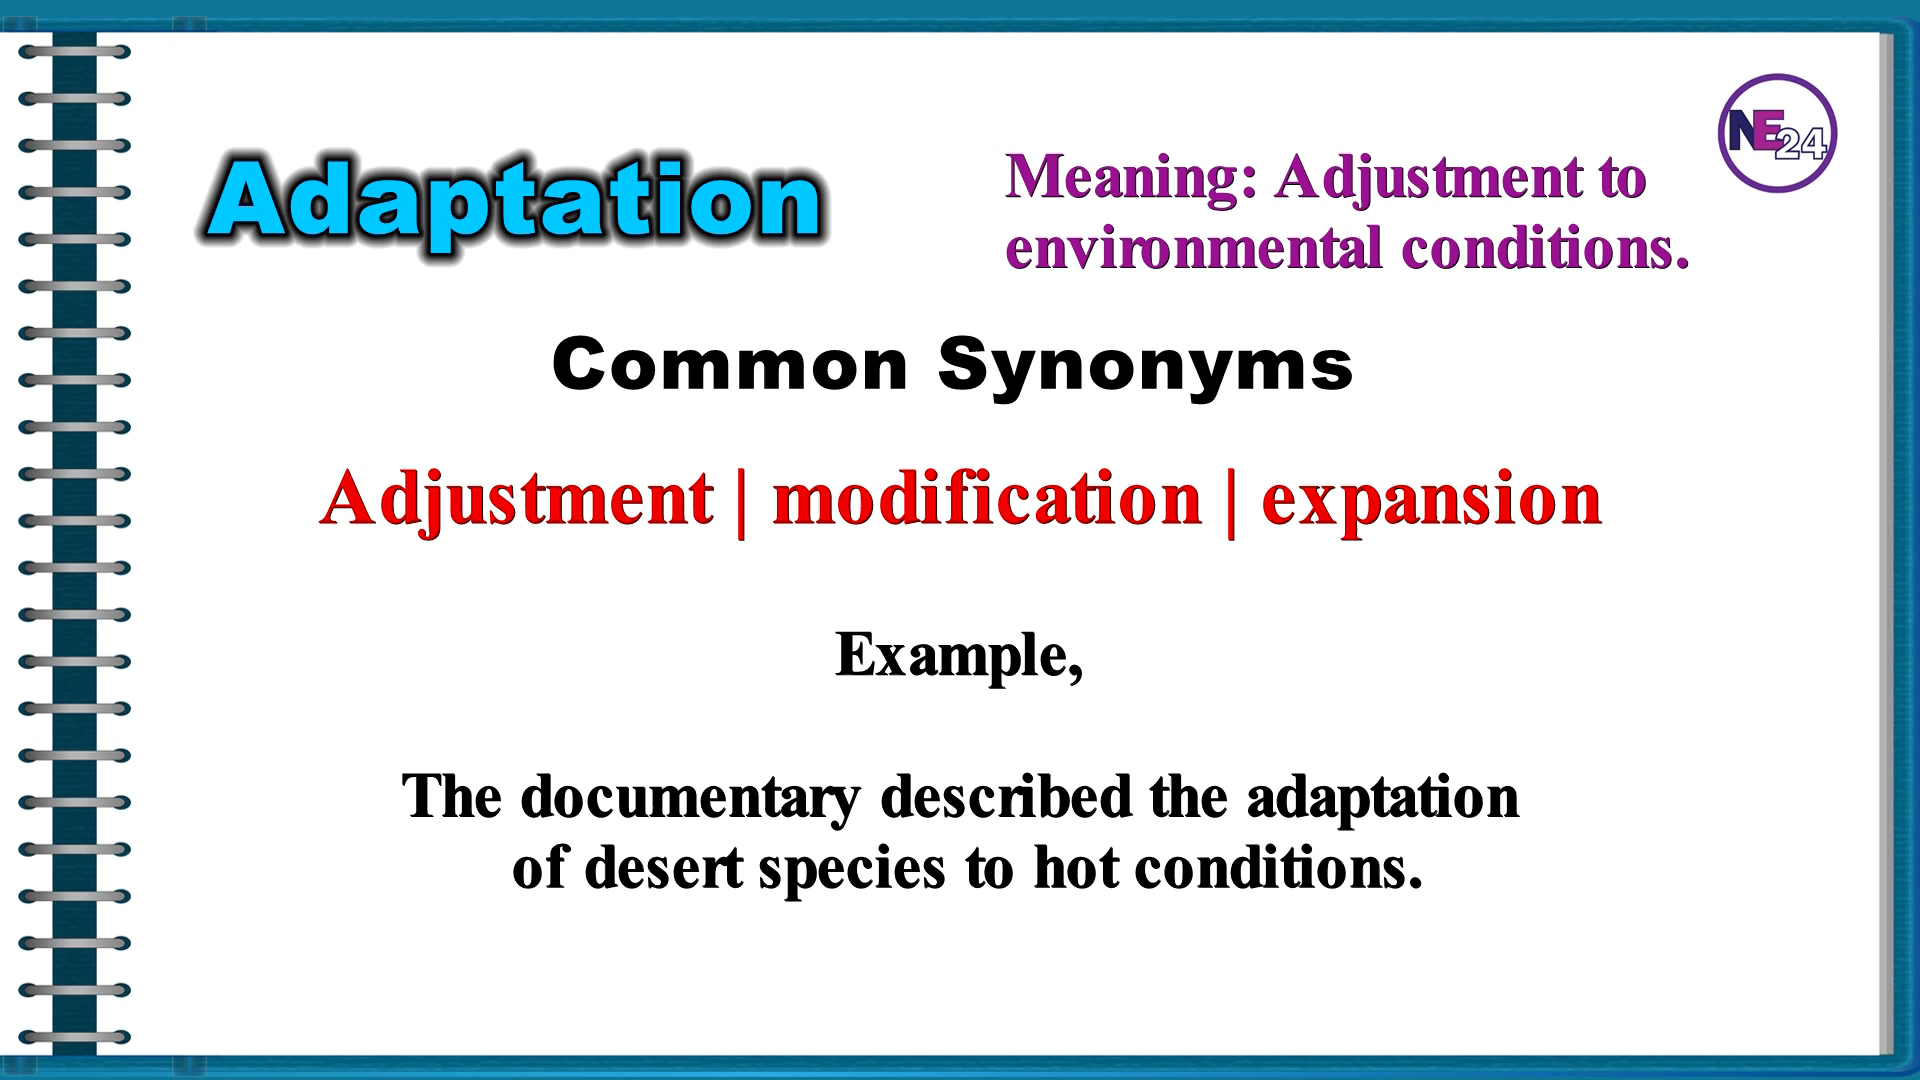 Adaptation
Meaning: Adjustment to
environmental conditions.
NE24
Common Synonyms
Adjustment | modification | expansion
Example,
The documentary described the adaptation
of desert species to hot conditions.